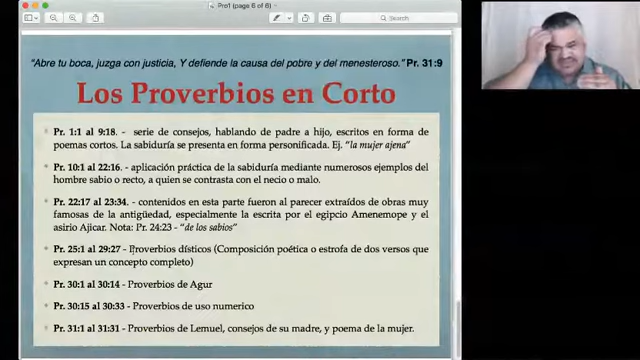 Pro1 (page 6 of 8)
Search
"Abre tu boca, juzga con justicia, Y defiende la causa del pobre y del menesteroso." Pr. 31:9
Los Proverbios en Corto
Pr. 1:1 al 9:18. - serie de consejos, hablando de padre a hijo, escritos en forma de
poemas cortos. La sabiduría se presenta en forma personificada. Ej. "la mujer ajena"
Pr. 10:1 al 22:16. - aplicación práctica de la sabiduría mediante numerosos ejemplos del
hombre sabio o recto, a quien se contrasta con el necio o malo.
Pr. 22:17 al 23:34. - contenidos en esta parte fueron al parecer extraídos de obras muy
famosas de la antigüedad, especialmente la escrita por el egipcio Amenemope y el
asirio Ajicar. Nota: Pr. 24:23 - "de los sabios"
Pr. 25:1 al 29:27 - Proverbios dísticos (Composición poética o estrofa de dos versos que
expresan un concepto completo)
Pr. 30:1 al 30:14 - Proverbios de Agur
Pr. 30:15 al 30:33 - Proverbios de uso numerico
Pr. 31:1 al 31:31 - Proverbios de Lemuel, consejos de su madre, y poema de la mujer.